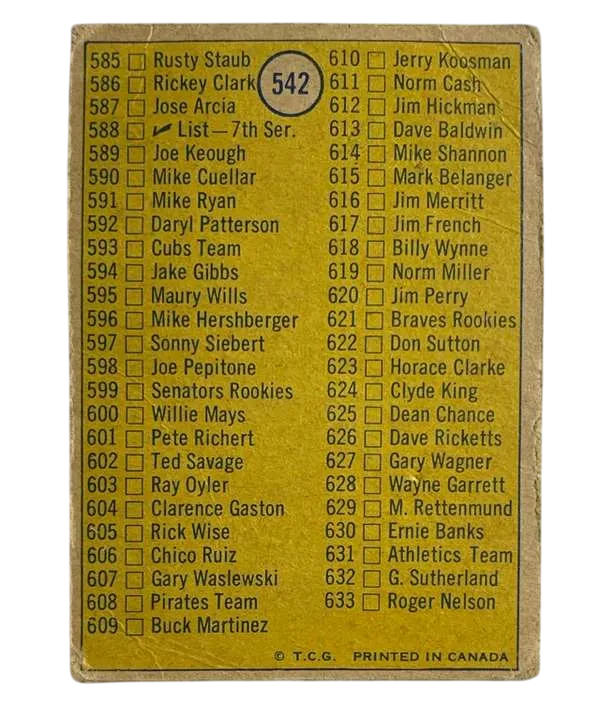 585 Rusty Staub
586 Rickey Clark
542
587 Jose Arcia
588 List—7th Ser.
589 Joe Keough
590 Mike Cuellar
591 Mike Ryan
592 Daryl Patterson
593 Cubs Team
594 Jake Gibbs
595 Maury Wills
596 Mike Hershberger
597 Sonny Siebert
598 Joe Pepitone
599 Senators Rookies
600 Willie Mays
601 Pete Richert
602 Ted Savage
603 Ray Oyler
604 Clarence Gaston
605 Rick Wise
606 Chico Ruiz
607 Gary Waslewski
608 Pirates Team
609 Buck Martinez
610 Jerry Koosman
611 Norm Cash
612 Jim Hickman
613 Dave Baldwin
614 Mike Shannon
615 Mark Belanger
616 Jim Merritt
617 Jim French
618 Billy Wynne
619 Norm Miller
620 Jim Perry
621 Braves Rookies
622 Don Sutton
623 Horace Clarke
624 Clyde King
625 Dean Chance
626 Dave Ricketts
627 Gary Wagner
628 Wayne Garrett
629 M. Rettenmund
630 Ernie Banks
631 Athletics Team
632 G. Sutherland
633 Roger Nelson
© T.C.G. PRINTED IN CANADA